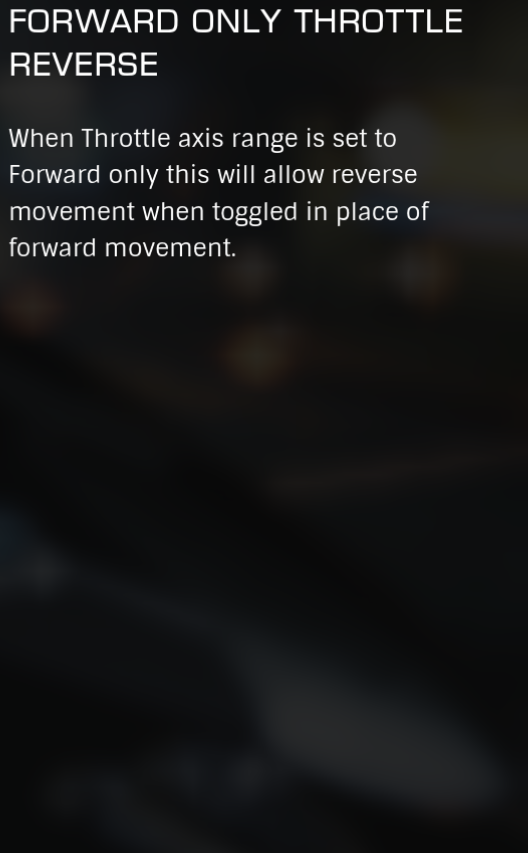 FORWARD ONLY THROTTLE
REVERSE
When Throttle axis range is set to
Forward only this will allow reverse
movement when toggled in place of
forward movement.